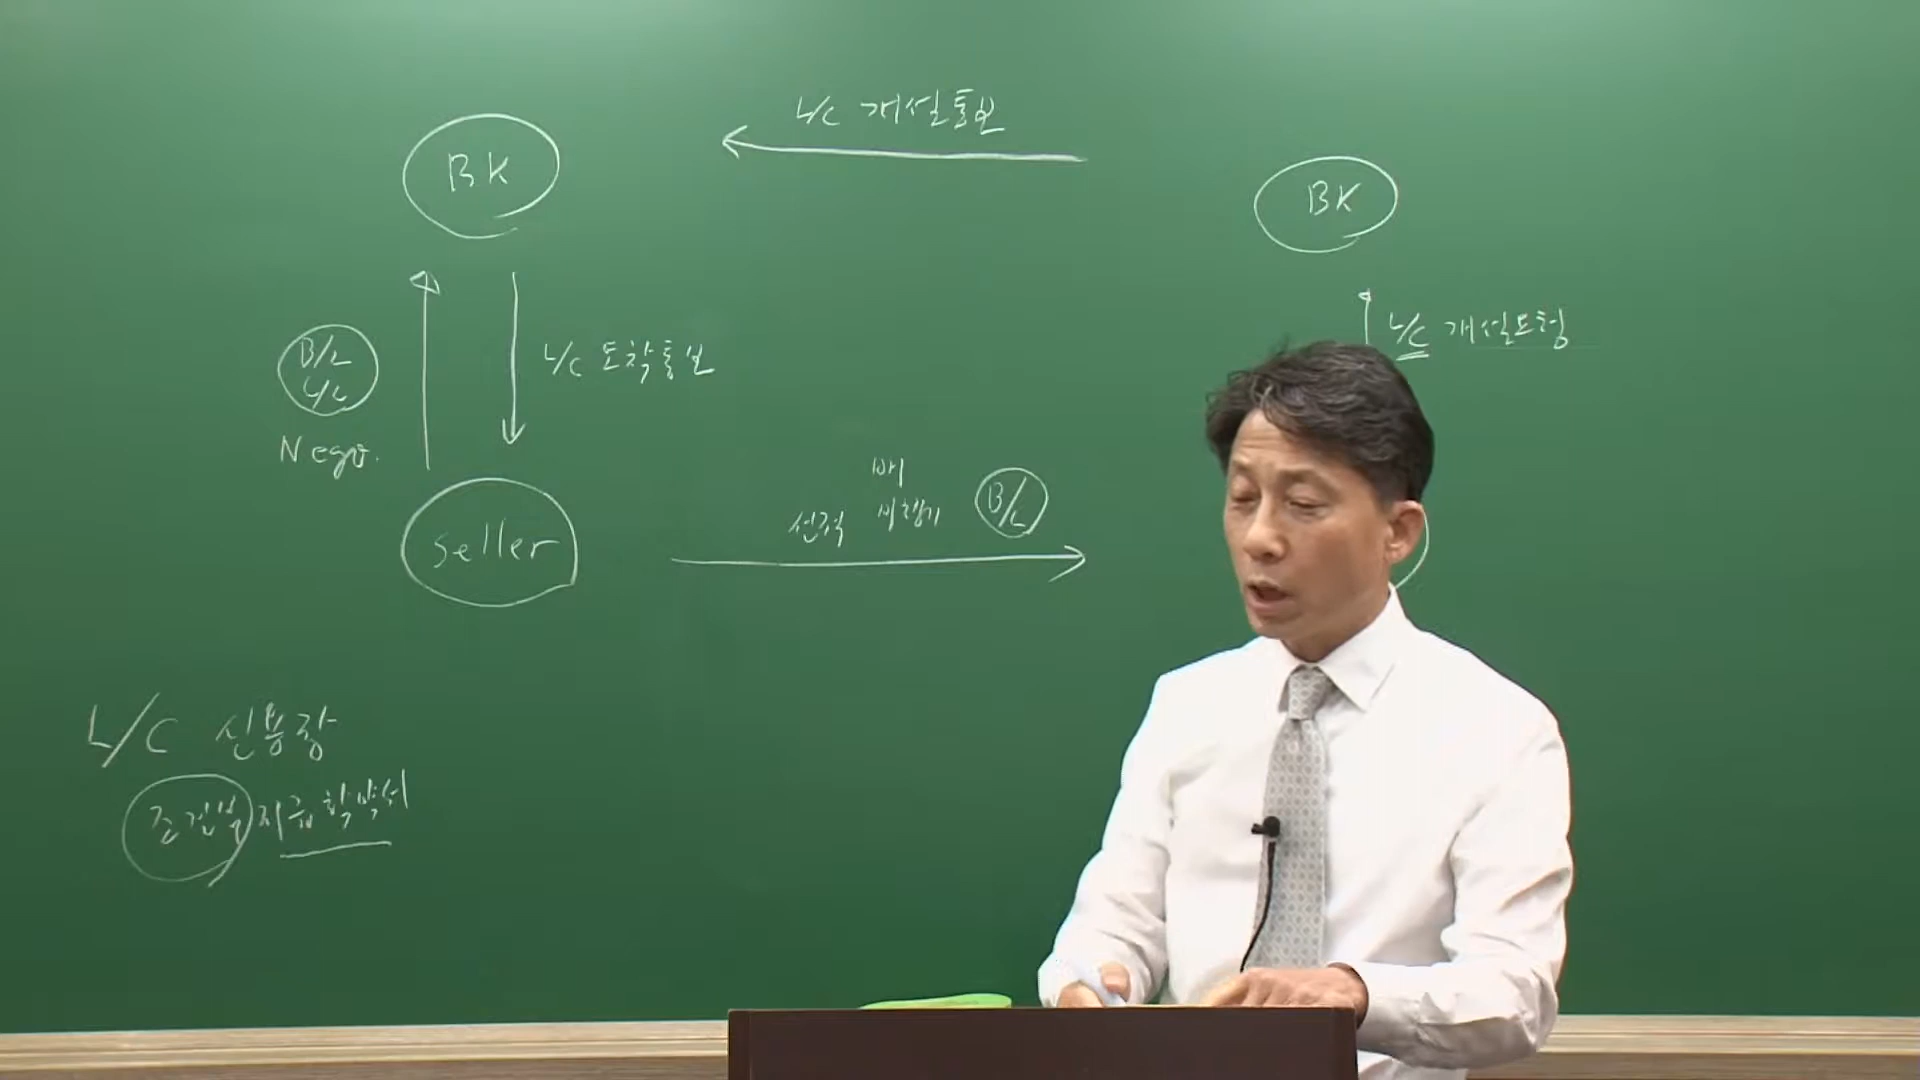 L/C 개설통보
BK
BK
B/L
L/C
Nego.
L/C 도착통보
L/C 개설요청
배
선적 비행기 B/L
Seller
L/C 신용장
조건부 지급확약서